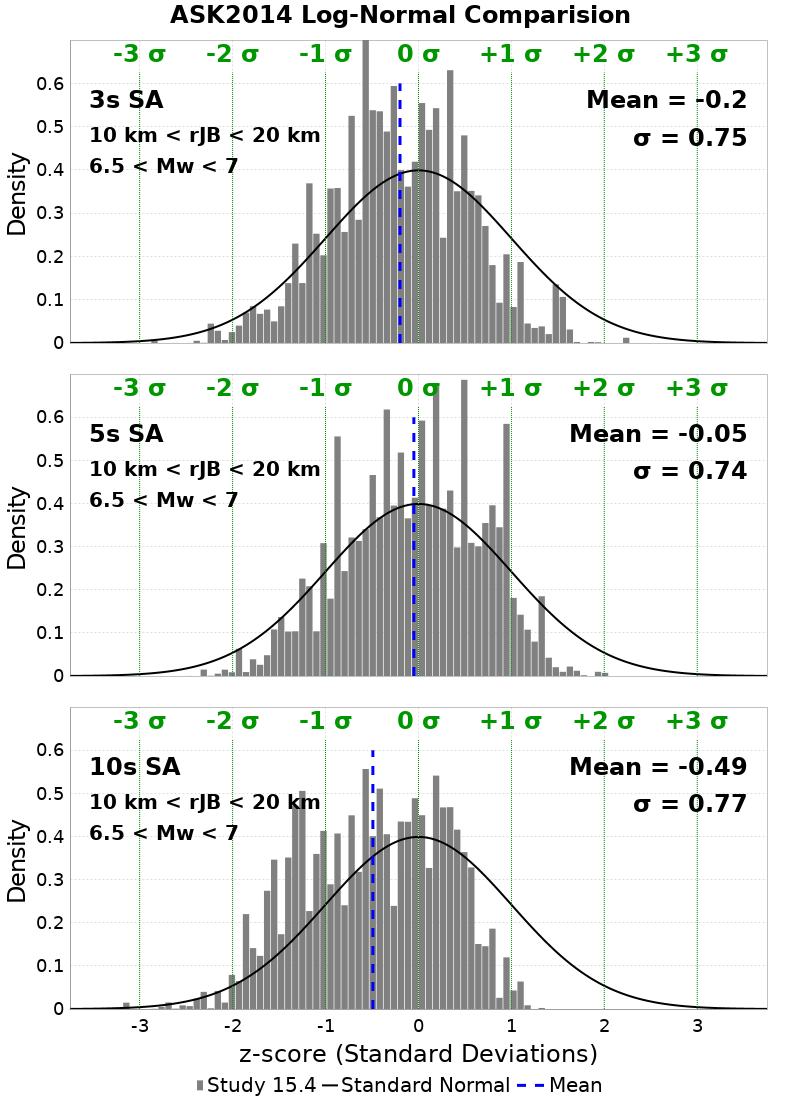 ASK2014 Log-Normal Comparision
-3 σ -2 σ -1 σ 0 σ +1 σ +2 σ +3 σ
3s SA
Mean = -0.2
10 km < rJB < 20 km
σ = 0.75
6.5 < Mw < 7
Density
0.6
0.5
0.4
0.3
0.2
0.1
0
-3 σ -2 σ -1 σ 0 σ +1 σ +2 σ +3 σ
5s SA
Mean = -0.05
10 km < rJB < 20 km
σ = 0.74
6.5 < Mw < 7
Density
0.6
0.5
0.4
0.3
0.2
0.1
0
-3 σ -2 σ -1 σ 0 σ +1 σ +2 σ +3 σ
10s SA
Mean = -0.49
10 km < rJB < 20 km
σ = 0.77
6.5 < Mw < 7
Density
0.6
0.5
0.4
0.3
0.2
0.1
0
-3 -2 -1 0 1 2 3
z-score (Standard Deviations)
Study 15.4 Standard Normal Mean